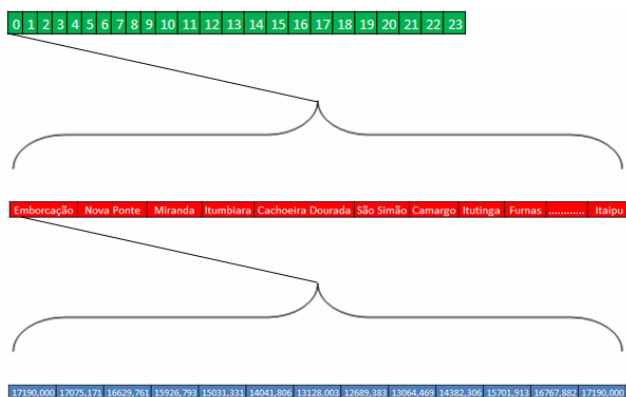 0 1 2 3 4 5 6 7 8 9 10 11 12 13 14 15 16 17 18 19 20 21 22 23
Emborcação Nova Ponte Miranda Itumbiara Cachoeira Dourada São Simão Camargo Itutinga Furnas ............ Itaipu
17190,000 17075,171 16629,761 15926,793 15031,331 14041,806 13128,003 12689,383 13064,469 14382,306 15701,913 16767,882 17190,000